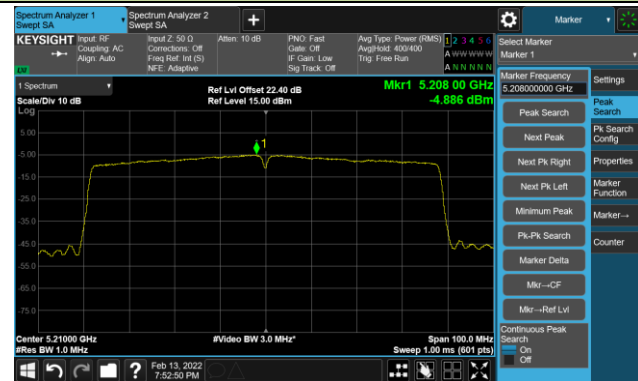 Spectrum Analyzer 1
Swept SA
Spectrum Analyzer 2
Swept SA
+
Marker
KEYSIGHT
Input: RF
Coupling: AC
Align: Auto
Input Z: 50 Ω
Corrections: Off
Freq Ref: Int (S)
NFE: Adaptive
Atten: 10 dB
PNO: Fast
Gate: Off
IF Gain: Low
Sig Track: Off
Avg Type: Power (RMS)
Avg|Hold: 400/400
Trig: Free Run
1 2 3 4 5 6
A W W W W W
A N N N N N
Select Marker
Marker 1
1 Spectrum
Scale/Div 10 dB
Log
Ref Lvl Offset 22.40 dB
Ref Level 15.00 dBm
Mkr1 5.208 00 GHz
-4.886 dBm
Marker Frequency
5.208000000 GHz
Settings
Peak Search
Next Peak
Next Pk Right
Next Pk Left
Minimum Peak
Pk-Pk Search
Marker Delta
Mkr→CF
Mkr→Ref Lvl
Continuous Peak
Search
On
Off
Peak
Search
Pk Search
Config
Properties
Marker
Function
Marker→
Counter
5.00
-5.00
-15.0
-25.0
-35.0
-45.0
-55.0
-65.0
-75.0
1
Center 5.21000 GHz
#Res BW 1.0 MHz
#Video BW 3.0 MHz*
Span 100.0 MHz
Sweep 1.00 ms (601 pts)
?
Feb 13, 2022
7:52:50 PM